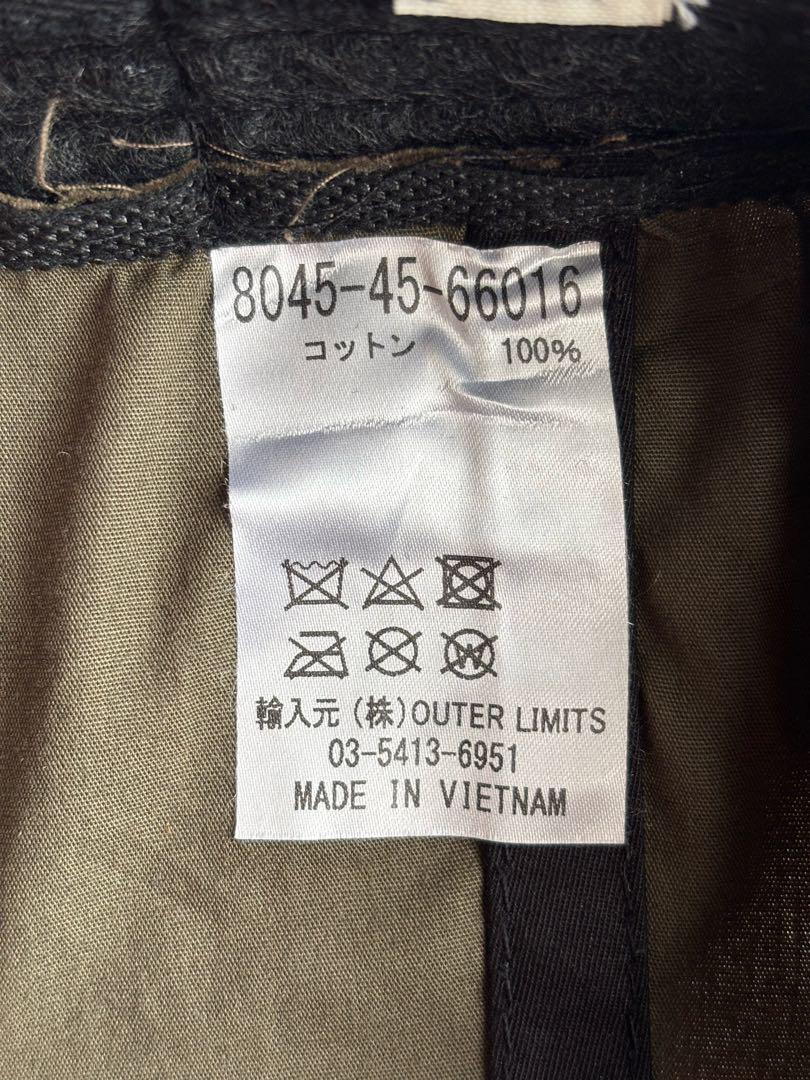 8045-45-66016
コットン 100%
W
輸入元 (株)OUTER LIMITS
03-5413-6951
MADE IN VIETNAM